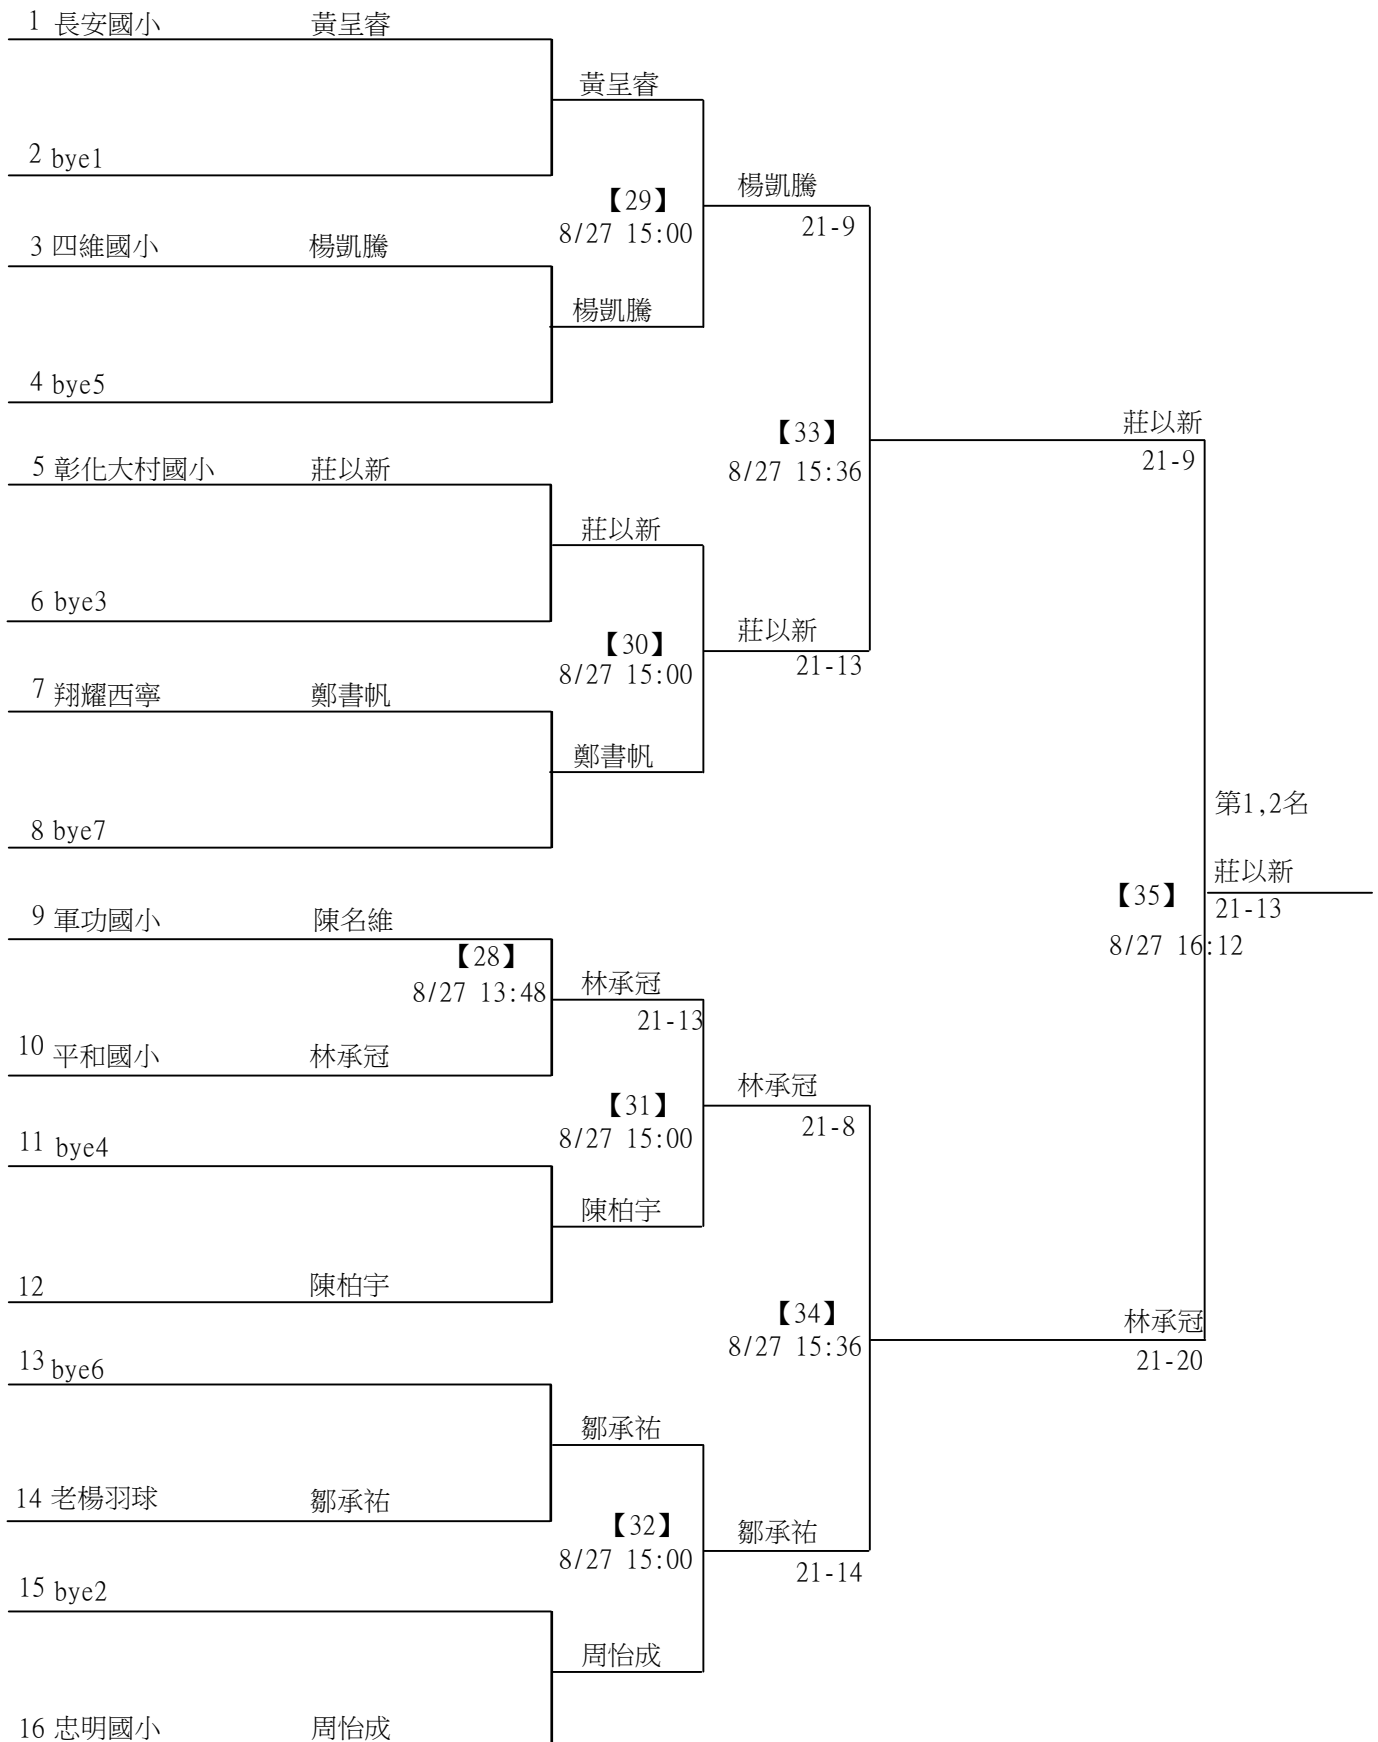 1 長安國小 黃呈睿
黃呈睿
2 bye1
楊凱騰
【29】
21-9
8/27 15:00
3 四維國小 楊凱騰
楊凱騰
4 bye5
莊以新
【33】
21-9
8/27 15:36
5 彰化大村國小 莊以新
莊以新
6 bye3
莊以新
【30】
21-13
8/27 15:00
7 翔耀西寧 鄭書帆
鄭書帆
第1,2名
8 bye7
莊以新
【35】
21-13
8/27 16:12
9 軍功國小 陳名維
【28】
林承冠
8/27 13:48
21-13
10 平和國小 林承冠
林承冠
【31】
21-8
8/27 15:00
11 bye4
陳柏宇
12 陳柏宇
【34】
林承冠
8/27 15:36
21-20
13 bye6
鄒承祐
14 老楊羽球 鄒承祐
【32】
鄒承祐
8/27 15:00
21-14
15 bye2
周怡成
16 忠明國小 周怡成